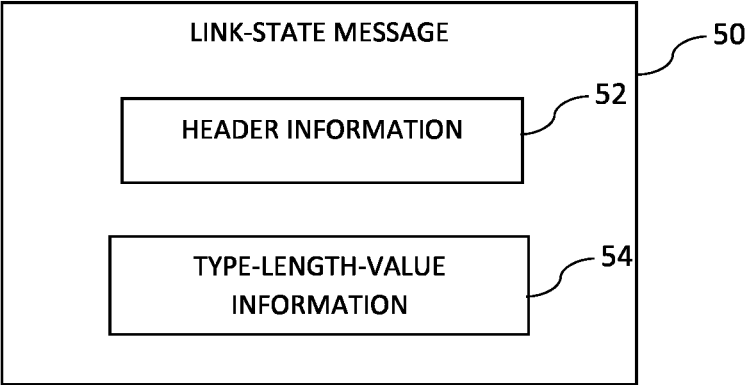 LINK-STATE MESSAGE
50
52
HEADER INFORMATION
54
TYPE-LENGTH-VALUE
INFORMATION